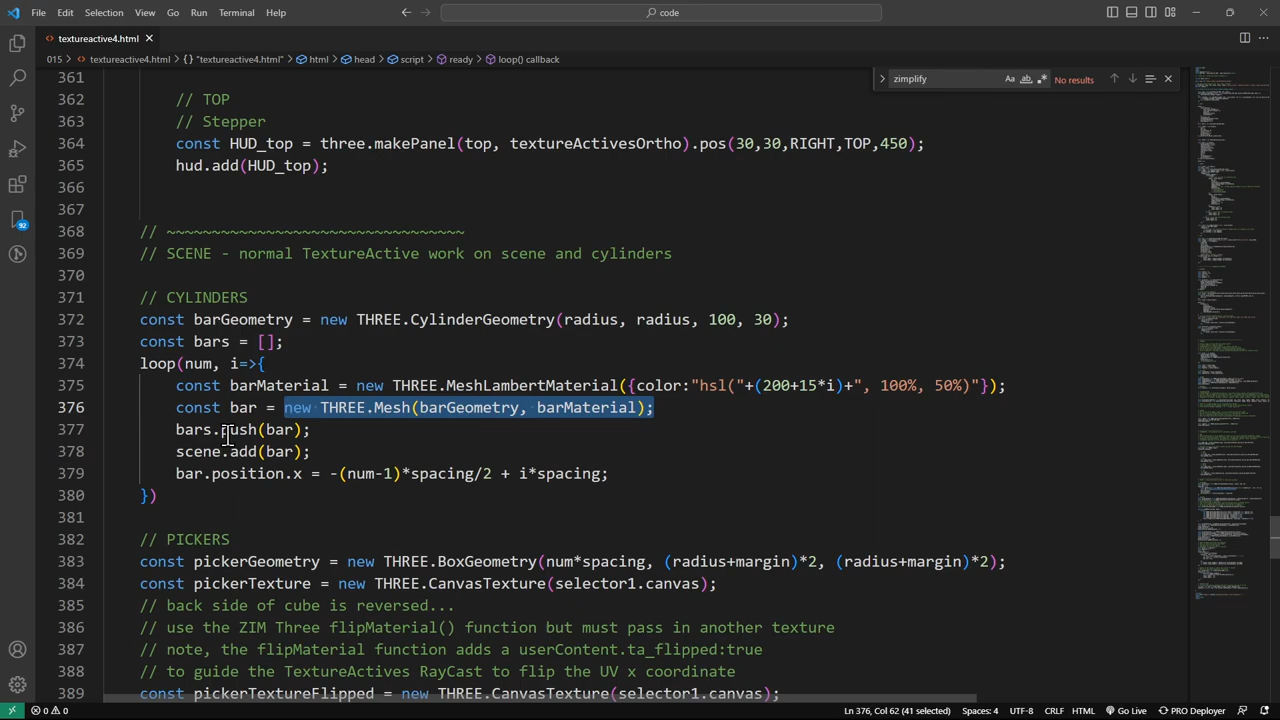 File Edit Selection View Go Run Terminal Help
code
textureactive4.html
015 > textureactive4.html > "textureactive4.html" > html > head > script > ready > loop() callback
zimplify
Aa ab No results
361
362 // TOP
363 // Stepper
364 const HUD_top = three.makePanel(top, textureActivesOrtho).pos(30,30,RIGHT,TOP,450);
365 hud.add(HUD_top);
366
367
368 // ~~~~~~~~~~~~~~~~~~~~~~~~~~~~~~~~~
369 // SCENE - normal TextureActive work on scene and cylinders
370
371 // CYLINDERS
372 const barGeometry = new THREE.CylinderGeometry(radius, radius, 100, 30);
373 const bars = [];
374 loop(num, i=>{
375 const barMaterial = new THREE.MeshLambertMaterial({color:"hsl("+(200+15*i)+", 100%, 50%)"});
376 const bar = new THREE.Mesh(barGeometry, barMaterial);
377 bars.push(bar);
378 scene.add(bar);
379 bar.position.x = -(num-1)*spacing/2 + i*spacing;
380 })
381
382 // PICKERS
383 const pickerGeometry = new THREE.BoxGeometry(num*spacing, (radius+margin)*2, (radius+margin)*2);
384 const pickerTexture = new THREE.CanvasTexture(selector1.canvas);
385 // back side of cube is reversed...
386 // use the ZIM Three flipMaterial() function but must pass in another texture
387 // note, the flipMaterial function adds a userContent.ta_flipped:true
388 // to guide the TextureActives RayCast to flip the UV x coordinate
389 const pickerTextureFlipped = new THREE.CanvasTexture(selector1.canvas);
92
0 0 Ln 376, Col 62 (41 selected) Spaces: 4 UTF-8 CRLF HTML Go Live PRO Deployer